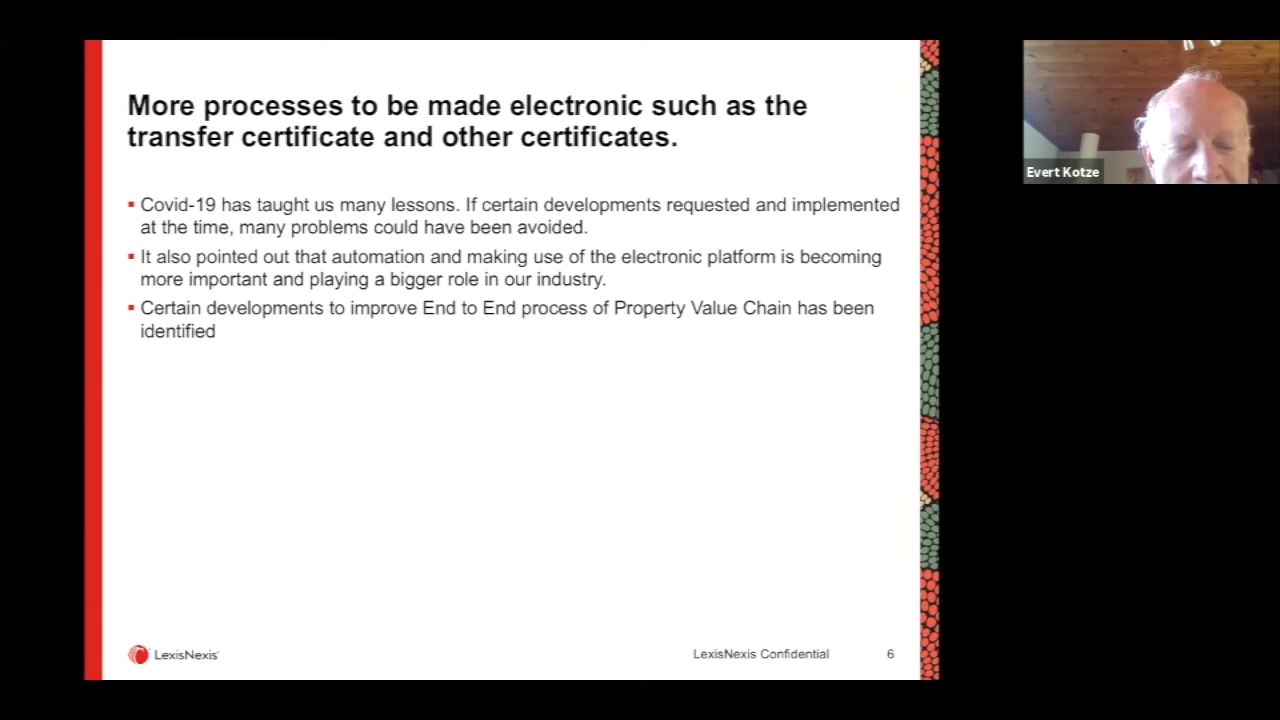 More processes to be made electronic such as the
transfer certificate and other certificates.
Covid-19 has taught us many lessons. If certain developments requested and implemented
at the time, many problems could have been avoided.
It also pointed out that automation and making use of the electronic platform is becoming
more important and playing a bigger role in our industry.
Certain developments to improve End to End process of Property Value Chain has been
identified
LexisNexis
LexisNexis Confidential
6
Evert Kotze